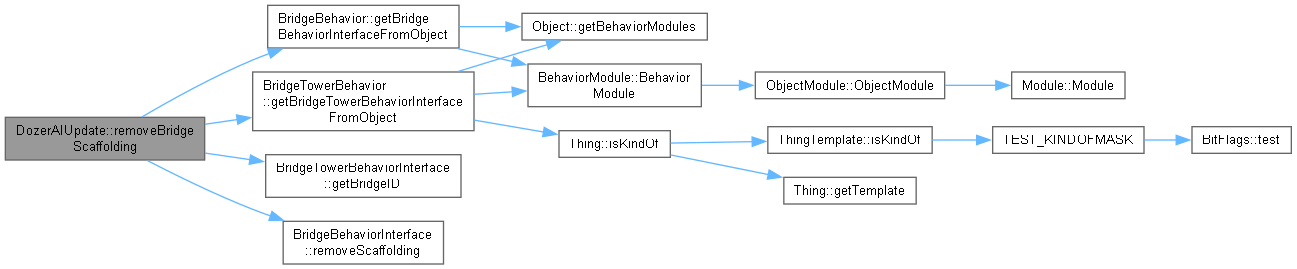 BridgeBehavior::getBridge
BehaviorInterfaceFromObject
Object::getBehaviorModules
BridgeTowerBehavior
::getBridgeTowerBehaviorInterface
FromObject
BehaviorModule::Behavior
Module
ObjectModule::ObjectModule
Module::Module
DozerAIUpdate::removeBridge
Scaffolding
Thing::isKindOf
ThingTemplate::isKindOf
TEST_KINDOFMASK
BitFlags::test
BridgeTowerBehaviorInterface
::getBridgeID
Thing::getTemplate
BridgeBehaviorInterface
::removeScaffolding